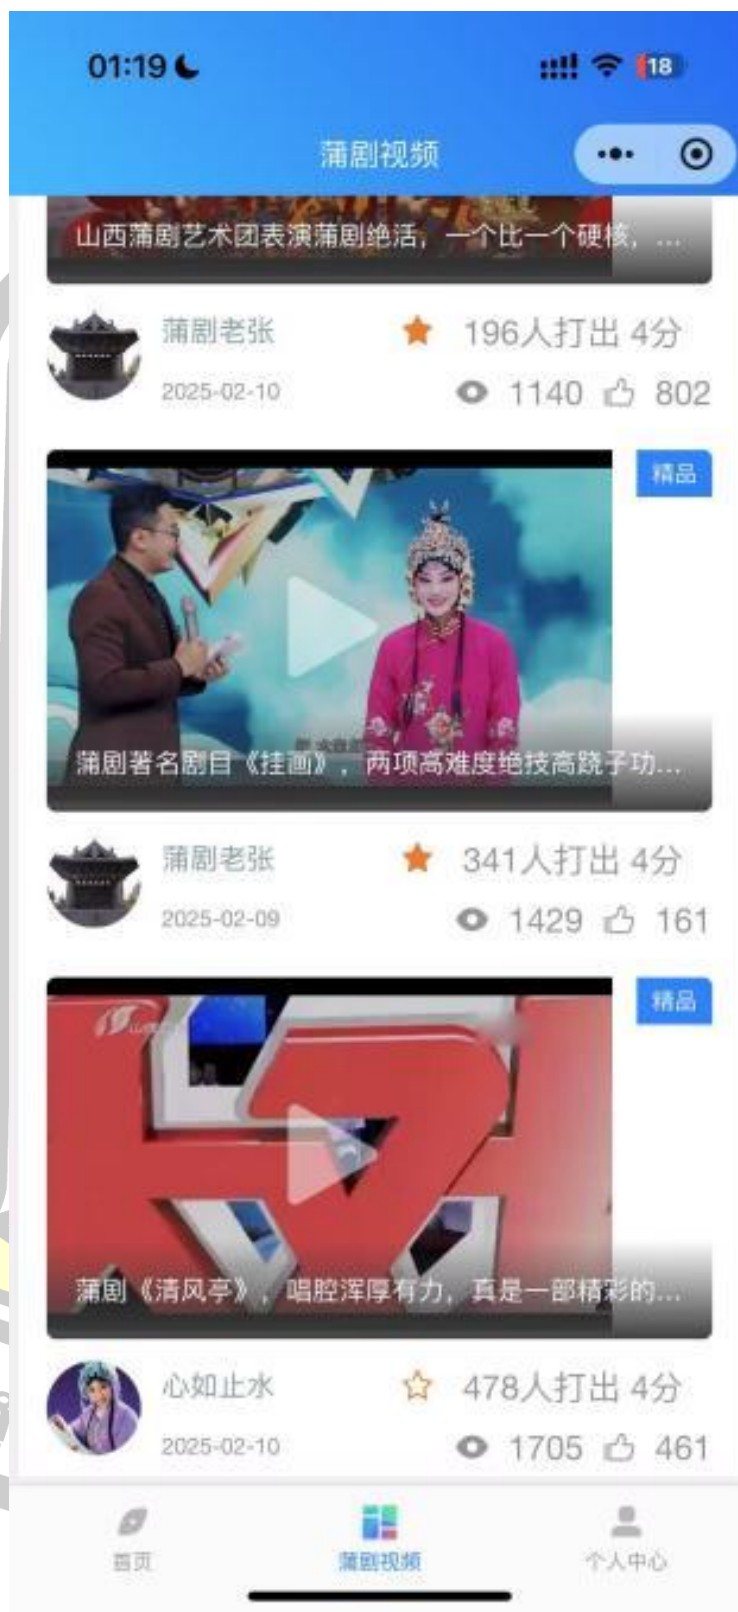 01:19
18
蒲剧视频
山西蒲剧艺术团表演蒲剧绝活，一个比一个硬核，...
蒲剧老张
196人打出 4分
2025-02-10
1140
802
精品
蒲剧著名剧目《挂画》，两项高难度绝技高跷子功...
蒲剧老张
341人打出 4分
2025-02-09
1429
161
精品
蒲剧《清风亭》，唱腔浑厚有力，真是一部精彩的...
心如止水
478人打出 4分
2025-02-10
1705
461
首页
蒲剧视频
个人中心